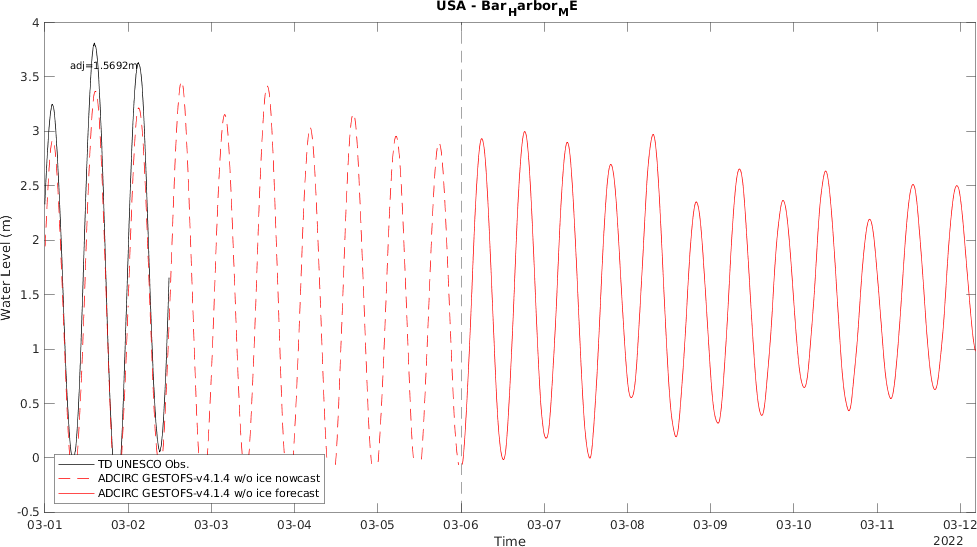 USA - Bar_Harbor_ME
4
adj=1.5692m
3.5
3
2.5
2
1.5
1
0.5
0
-0.5
Water Level (m)
TD UNESCO Obs.
ADCIRC GESTOFS-v4.1.4 w/o ice nowcast
ADCIRC GESTOFS-v4.1.4 w/o ice forecast
03-01 03-02 03-03 03-04 03-05 03-06 03-07 03-08 03-09 03-10 03-11 03-12
Time
2022